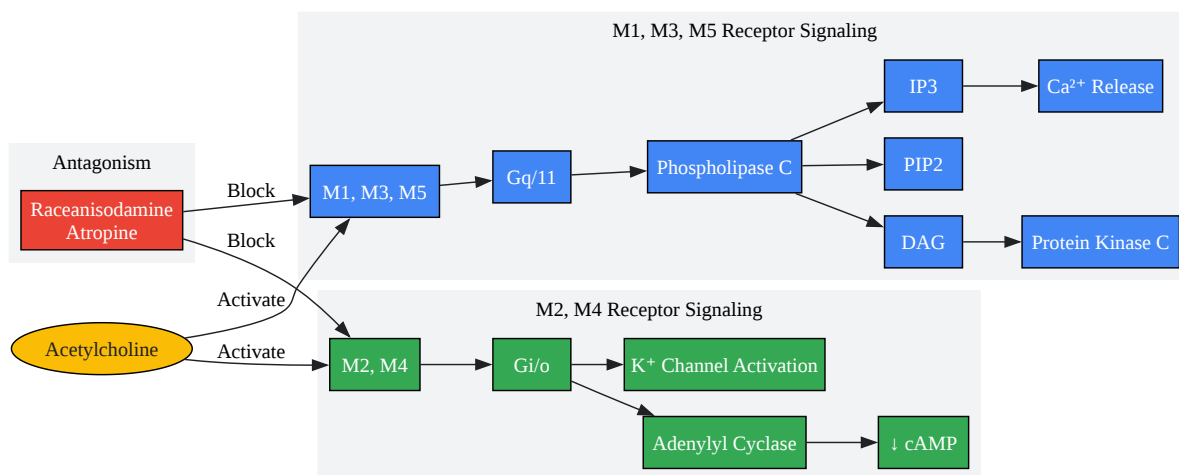 M1, M3, M5 Receptor Signaling
IP3
Ca²⁺ Release
Antagonism
Raceanisodamine
Atropine
Block
M1, M3, M5
Gq/11
Phospholipase C
PIP2
Block
DAG
Protein Kinase C
Activate
M2, M4 Receptor Signaling
Acetylcholine
Activate
M2, M4
Gi/o
K⁺ Channel Activation
Adenylyl Cyclase
↓ cAMP